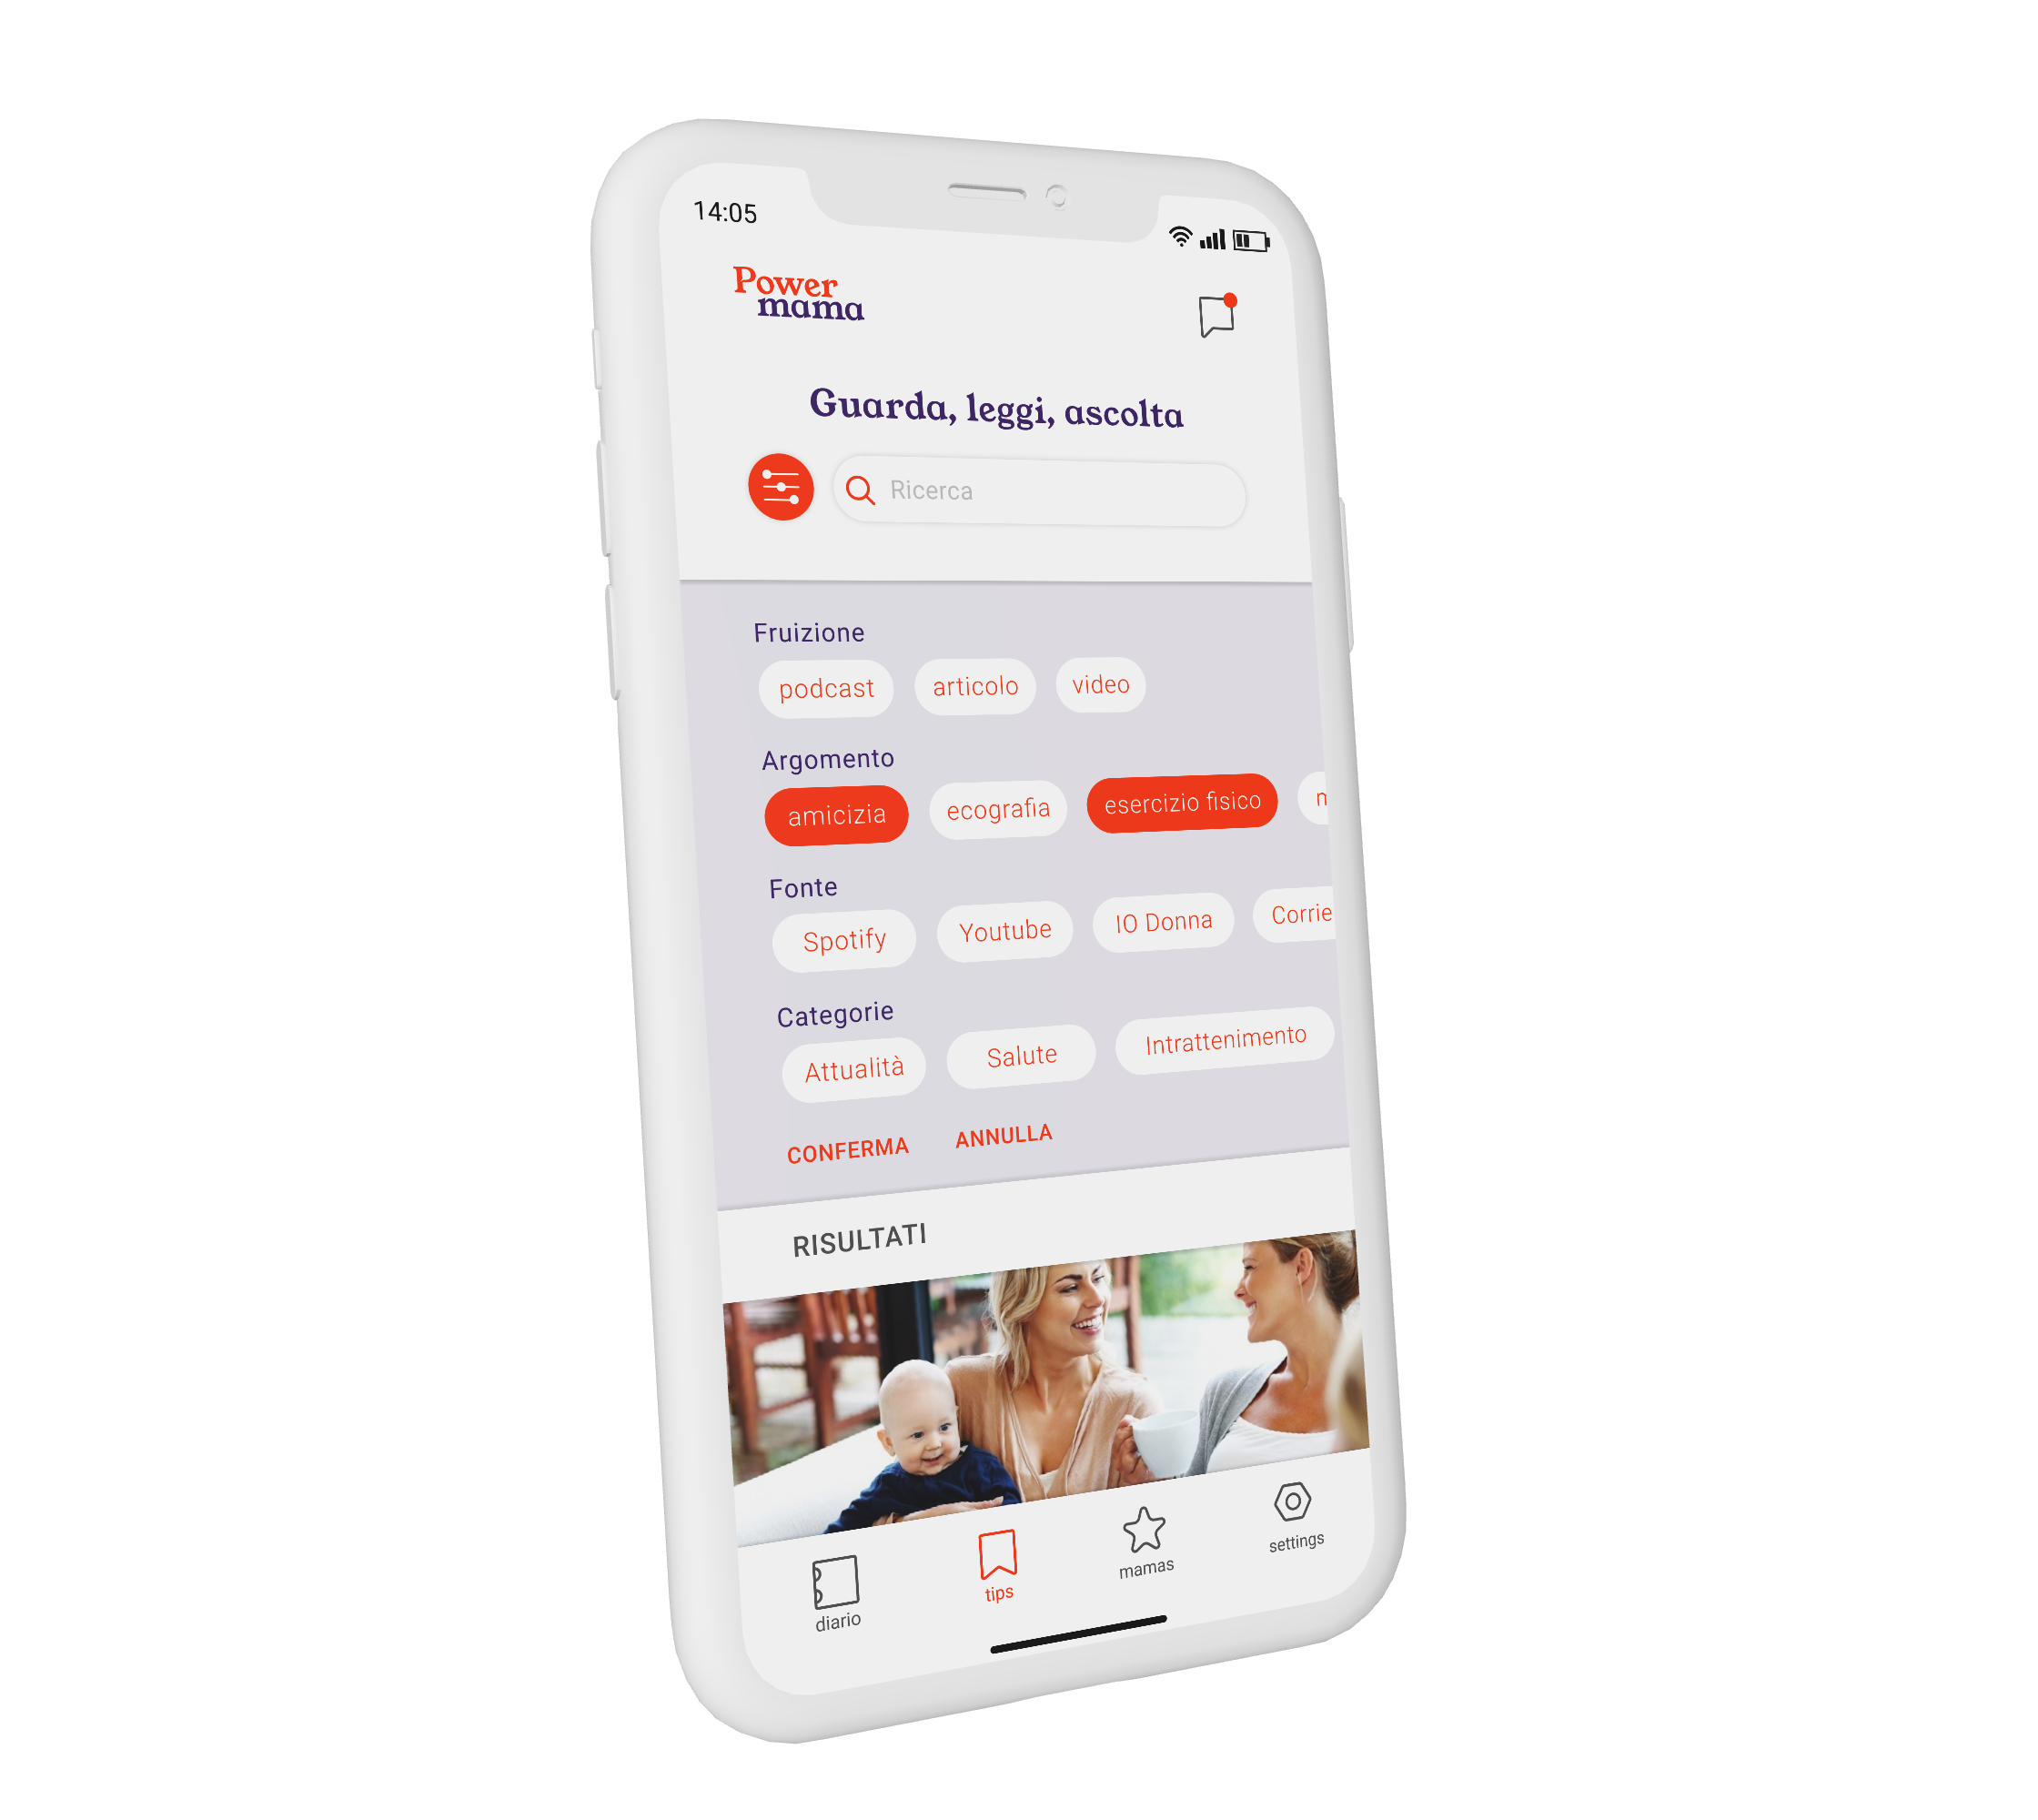 14:05
Power
mama
Guarda, leggi, ascolta
Ricerca
Fruizione
podcast articolo video
Argomento
amicizia ecografia esercizio fisico
Fonte
Spotify Youtube IO Donna Corrie
Categorie
Attualità Salute Intrattenimento
CONFERMA ANNULLA
RISULTATI
diario tips mamas settings